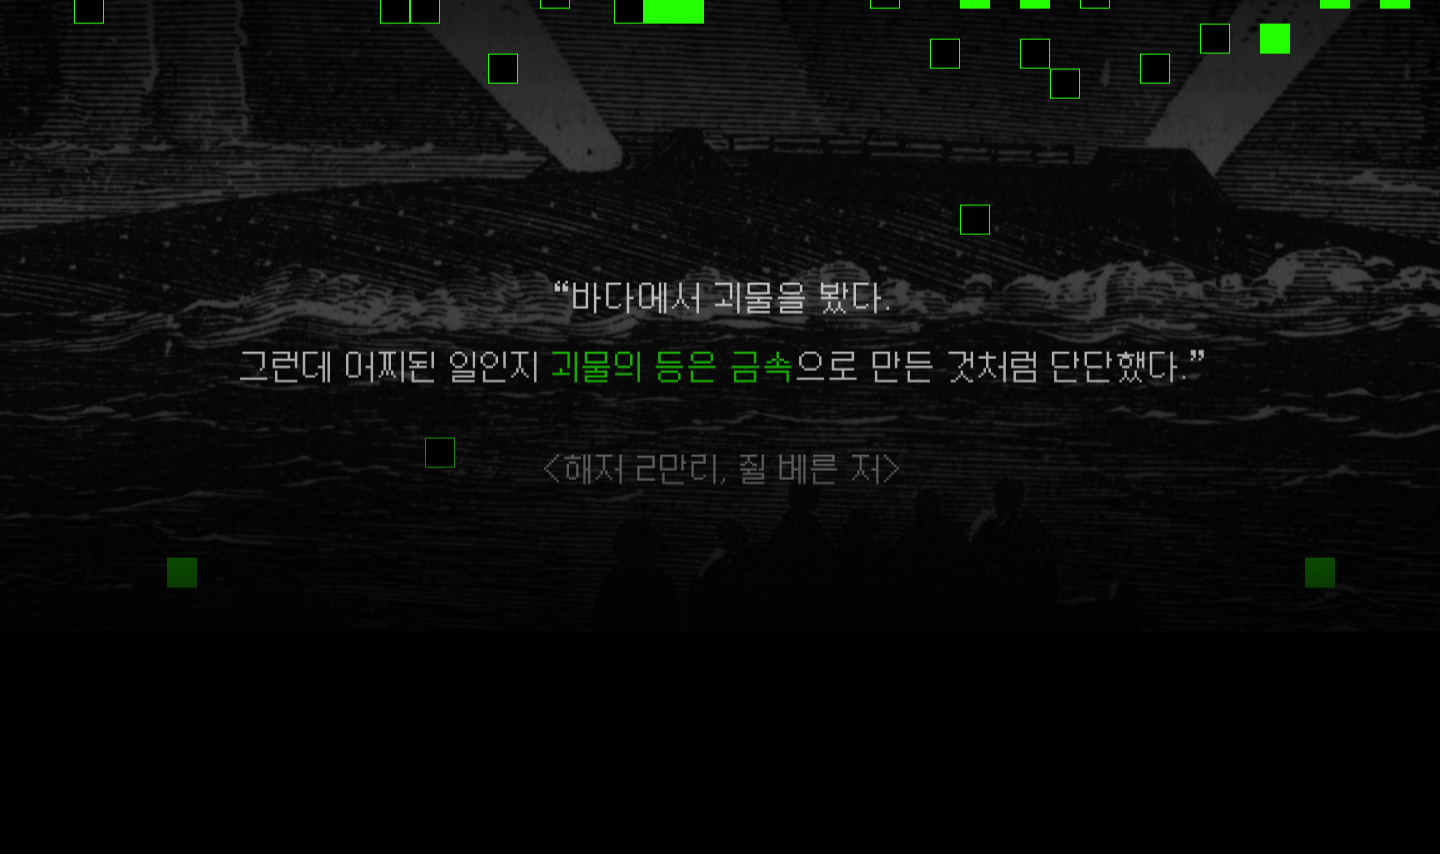 “바다에서 괴물을 봤다.
그런데 어찌된 일인지 괴물의 등은 금속으로 만든 것처럼 단단했다.”
<해저 2만리, 쥘 베른 저>